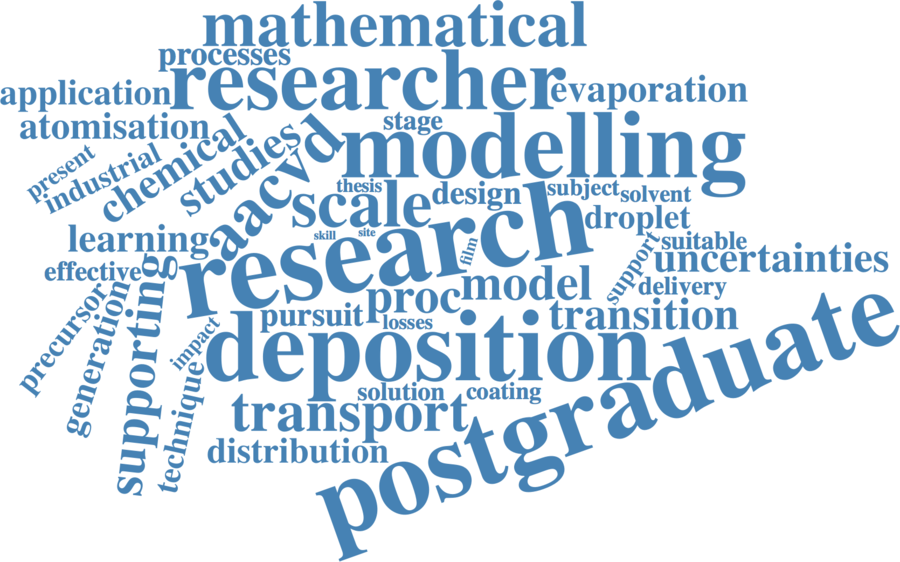 mathematical
processes
researcher
application
evaporation
atomisation
stage
modelling
chemical
studies
raacvd
present
industrial
thesis
design
subject
solvent
scale
droplet
learning
skill
site
research
film
support
suitable
uncertainties
effective
supporting
precursor
generation
proc
model
delivery
pursuit
losses
transition
impact
deposition
postgraduate
technique
solution
coating
transport
distribution